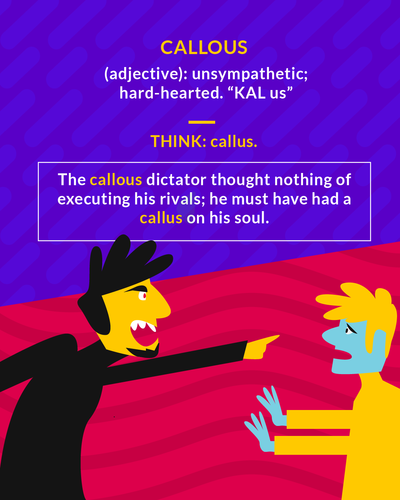 CALLOUS
(adjective): unsympathetic;
hard-hearted. “KAL us”
THINK: callus.
The callous dictator thought nothing of
executing his rivals; he must have had a
callus on his soul.